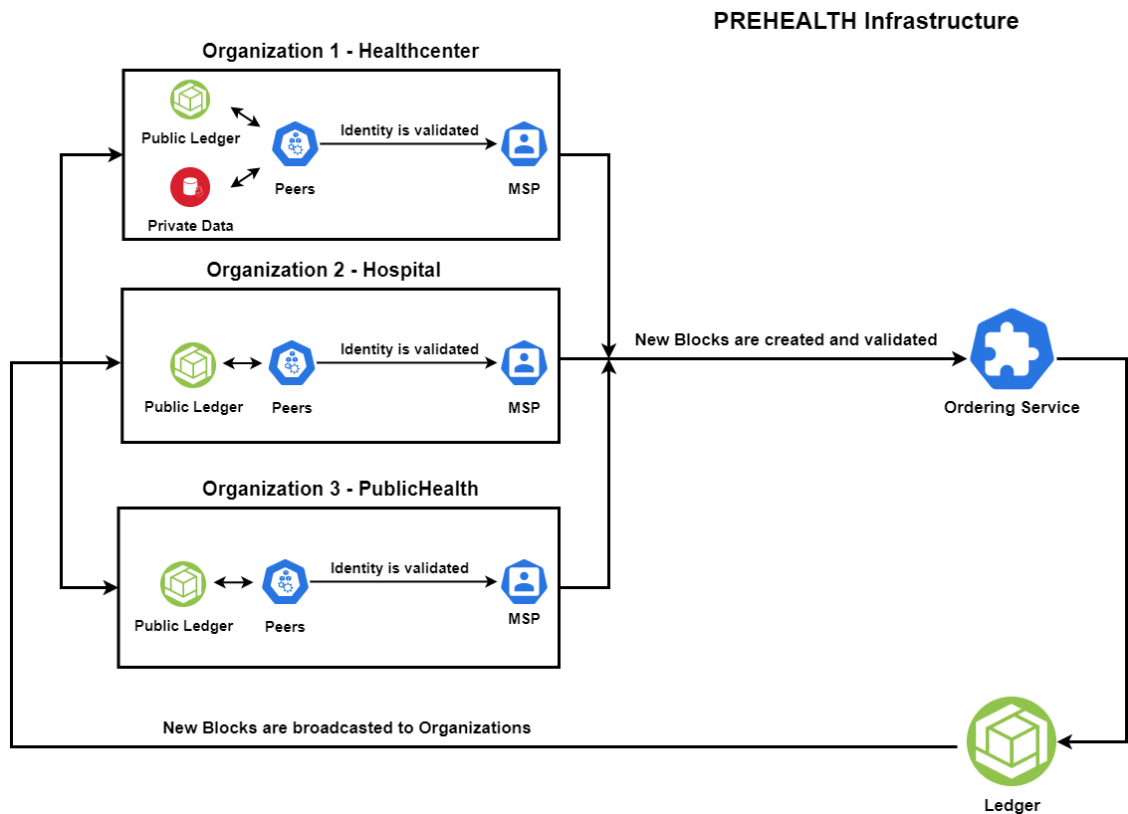 PREHEALTH Infrastructure
Organization 1 - Healthcenter
Public Ledger
Identity is validated
Peers
MSP
Private Data
Organization 2 - Hospital
Identity is validated
Public Ledger
Peers
MSP
New Blocks are created and validated
Ordering Service
Organization 3 - PublicHealth
Identity is validated
Public Ledger
Peers
MSP
New Blocks are broadcasted to Organizations
Ledger